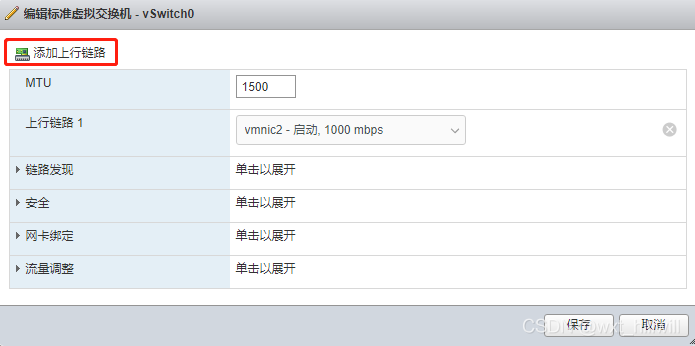 编辑标准虚拟交换机 - vSwitch0
添加上行链路
MTU
1500
上行链路 1
vmnic2 - 启动, 1000 mbps
链路发现
单击以展开
安全
单击以展开
网卡绑定
单击以展开
流量调整
单击以展开
保存
取消